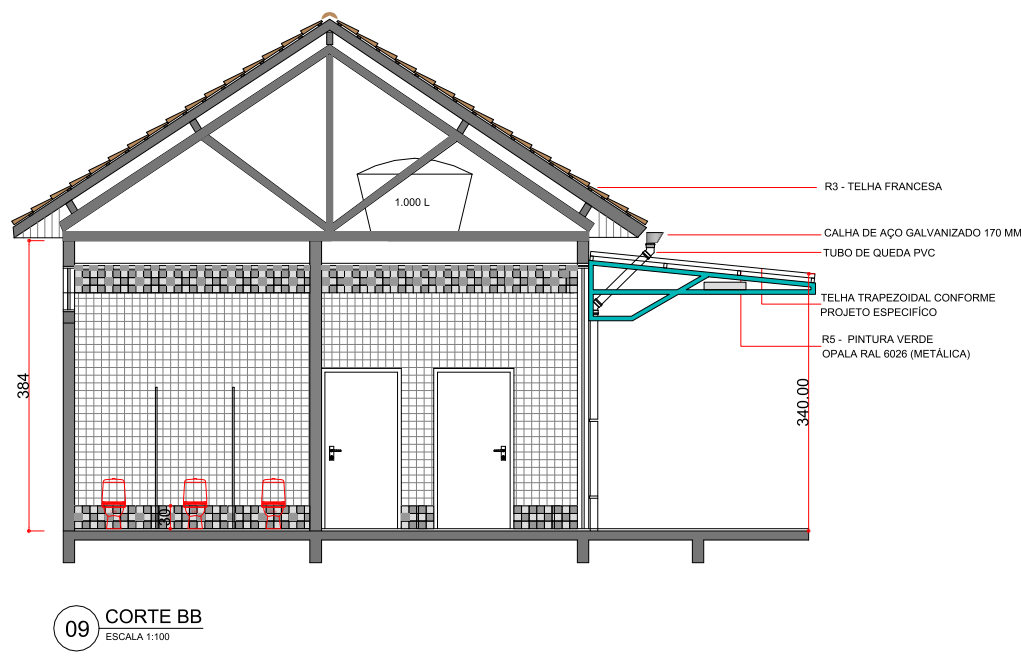 R3 - TELHA FRANCESA
1.000 L
CALHA DE AÇO GALVANIZADO 170 MM
TUBO DE QUEDA PVC
TELHA TRAPEZOIDAL CONFORME
PROJETO ESPECIFÍCO
R5 - PINTURA VERDE
OPALA RAL 6026 (METÁLICA)
384
340.00
30
09
CORTE BB
ESCALA 1:100